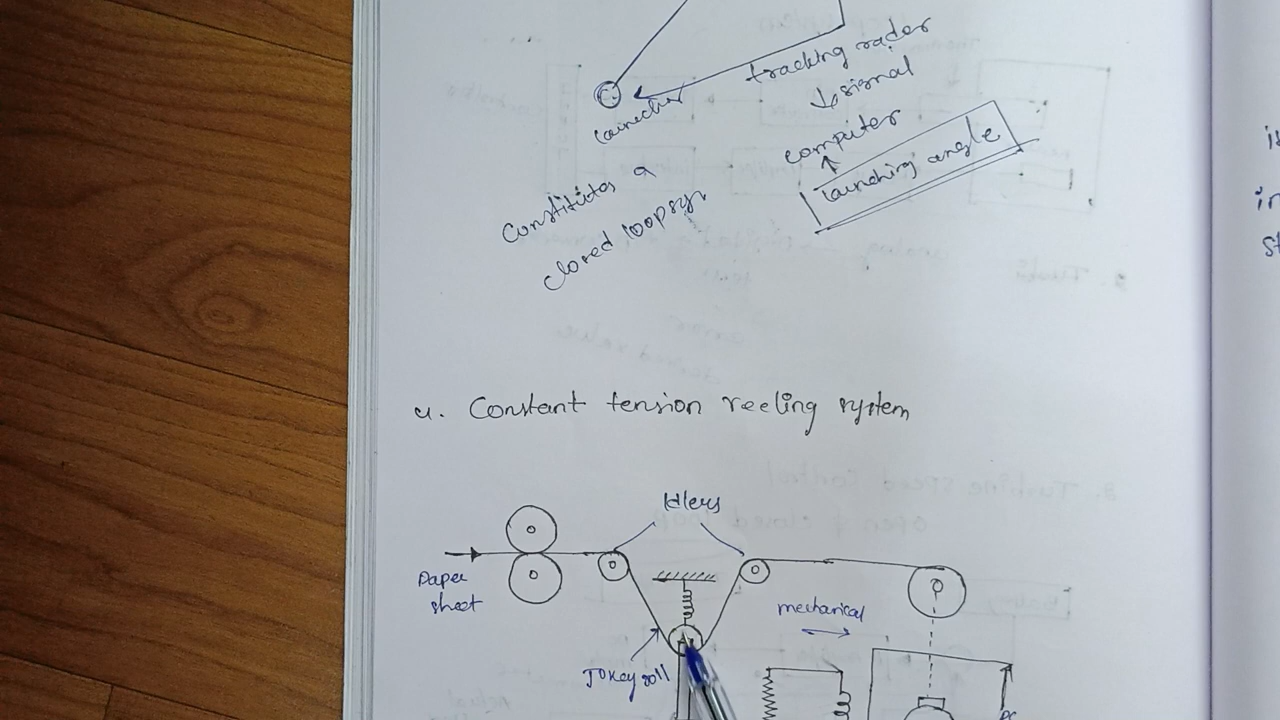 tracking radar
signal
computer
launching angle
launcher
Constitutes a
closed loop sys.
4. Constant tension reeling system
Idlers
Paper
sheet
mechanical
Jokey roll